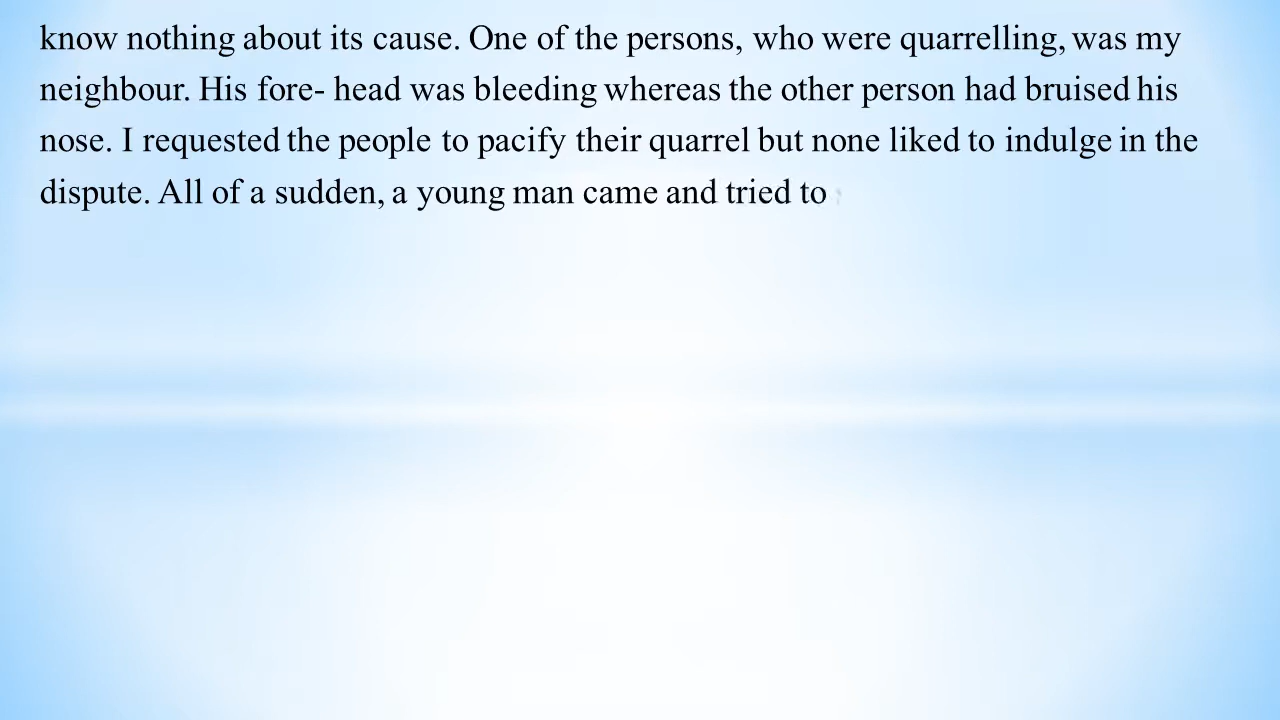 know nothing about its cause. One of the persons, who were quarrelling, was my
neighbour. His fore- head was bleeding whereas the other person had bruised his
nose. I requested the people to pacify their quarrel but none liked to indulge in the
dispute. All of a sudden, a young man came and tried to